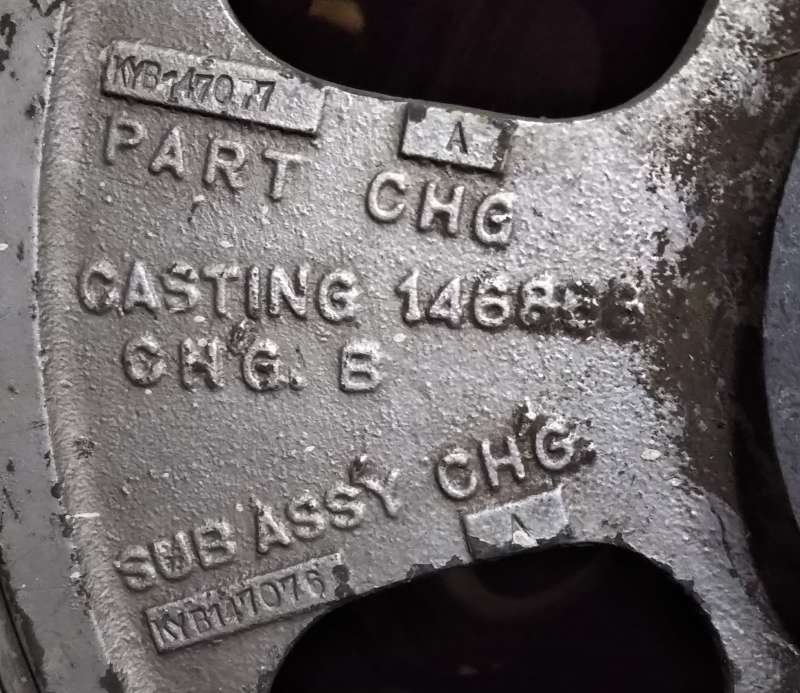 KYB147077
PART CHG
A
CASTING
CHG. B
SUB ASSY CHG
A
KYB147076